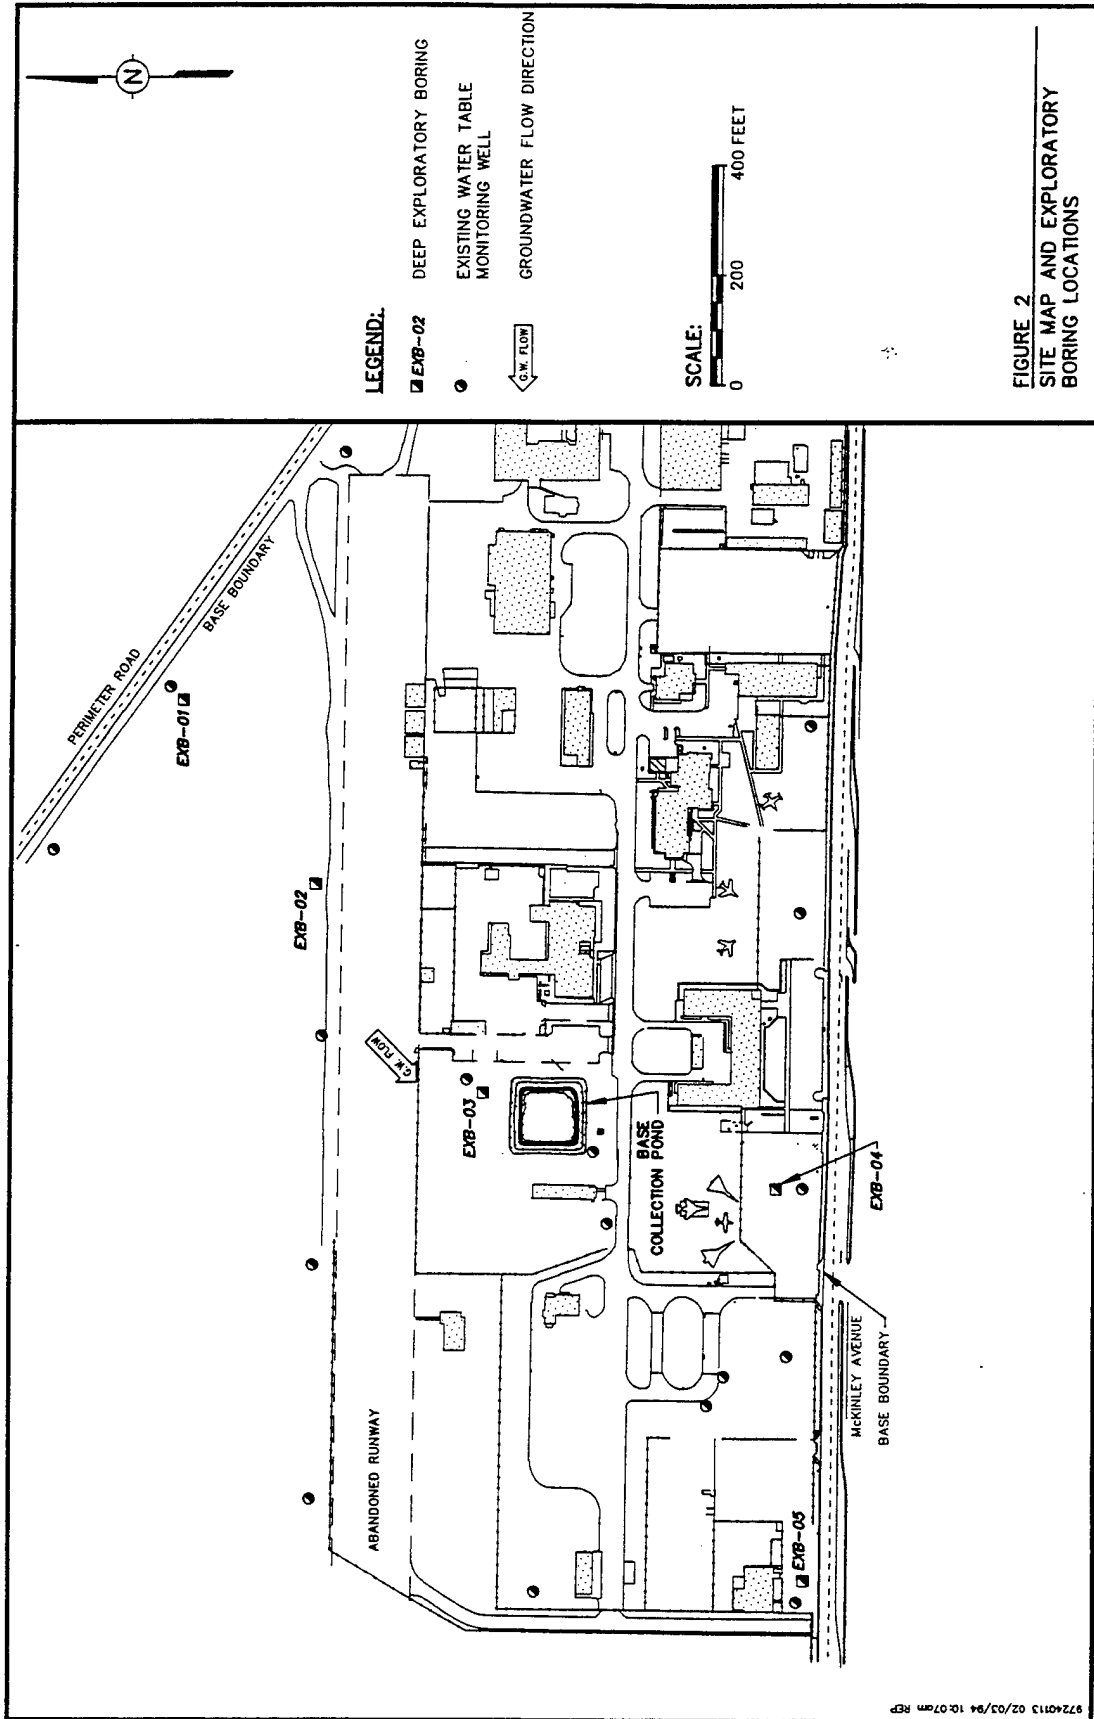 PERIMETER ROAD
BASE BOUNDARY
EXB-01
EXB-02
G.W. FLOW
EXB-03
BASE
COLLECTION POND
EXB-04
ABANDONED RUNWAY
McKINLEY AVENUE
BASE BOUNDARY
EXB-05
N
LEGEND:
EXB-02 DEEP EXPLORATORY BORING
EXISTING WATER TABLE
MONITORING WELL
G.W. FLOW GROUNDWATER FLOW DIRECTION
SCALE:
0 200 400 FEET
FIGURE 2
SITE MAP AND EXPLORATORY
BORING LOCATIONS
97240113 02/03/94 10:07am REP